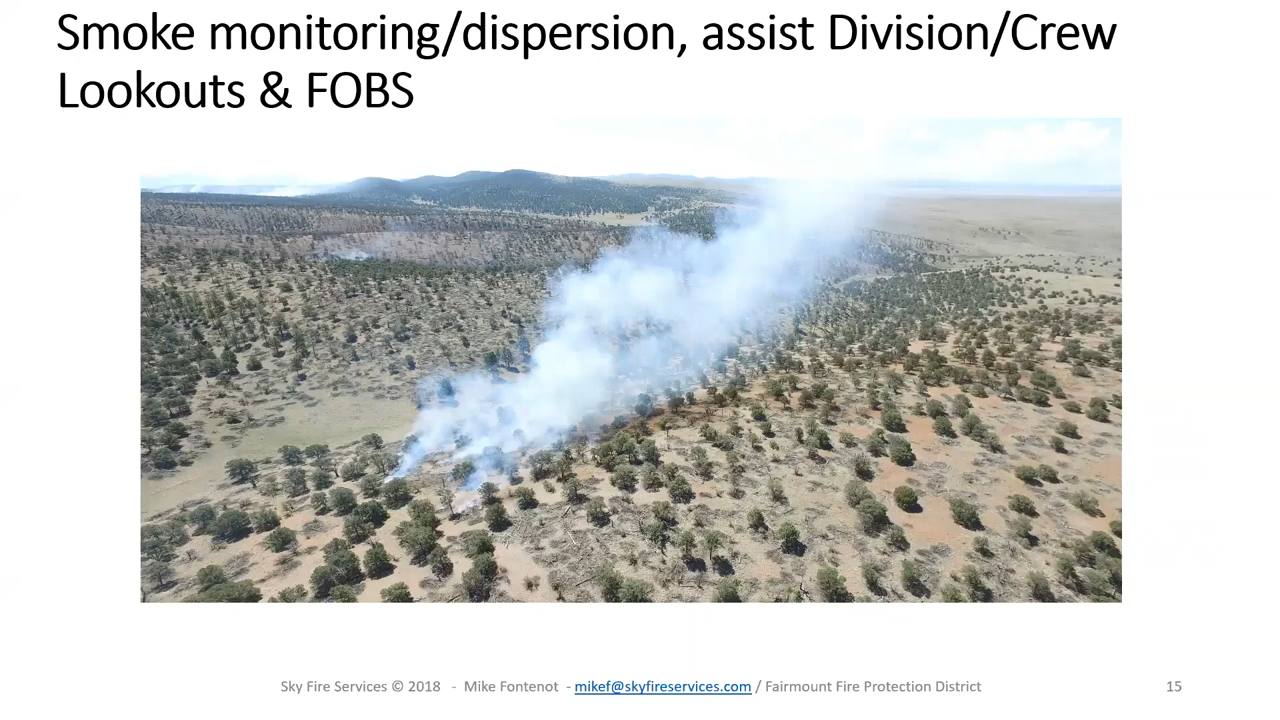 Smoke monitoring/dispersion, assist Division/Crew
Lookouts & FOBS
Sky Fire Services © 2018 - Mike Fontenot - mikef@skyfireservices.com / Fairmount Fire Protection District
15